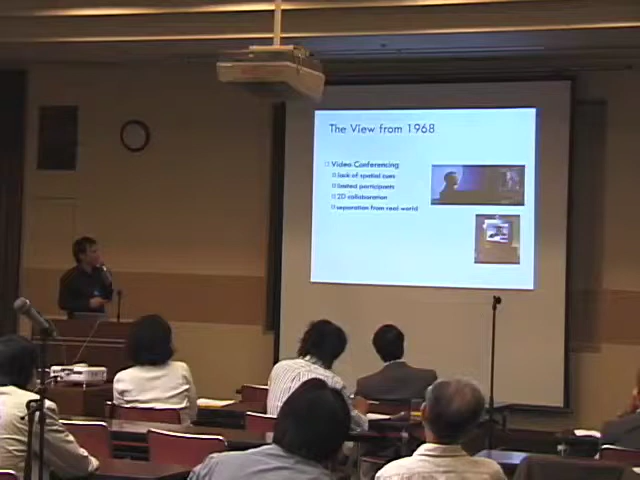 The View from 1968
Video Conferencing
lack of spatial cues
limited participants
2D collaboration
separation from real-world